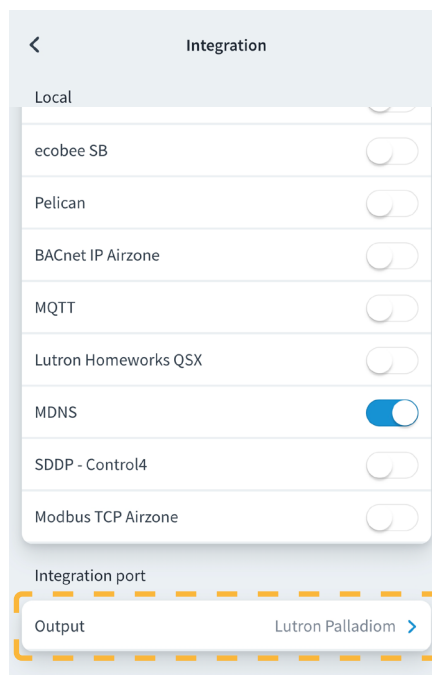 Integration
Local
ecobee SB
Pelican
BACnet IP Airzone
MQTT
Lutron Homeworks QSX
MDNS
SDDP - Control4
Modbus TCP Airzone
Integration port
Output Lutron Palladiom